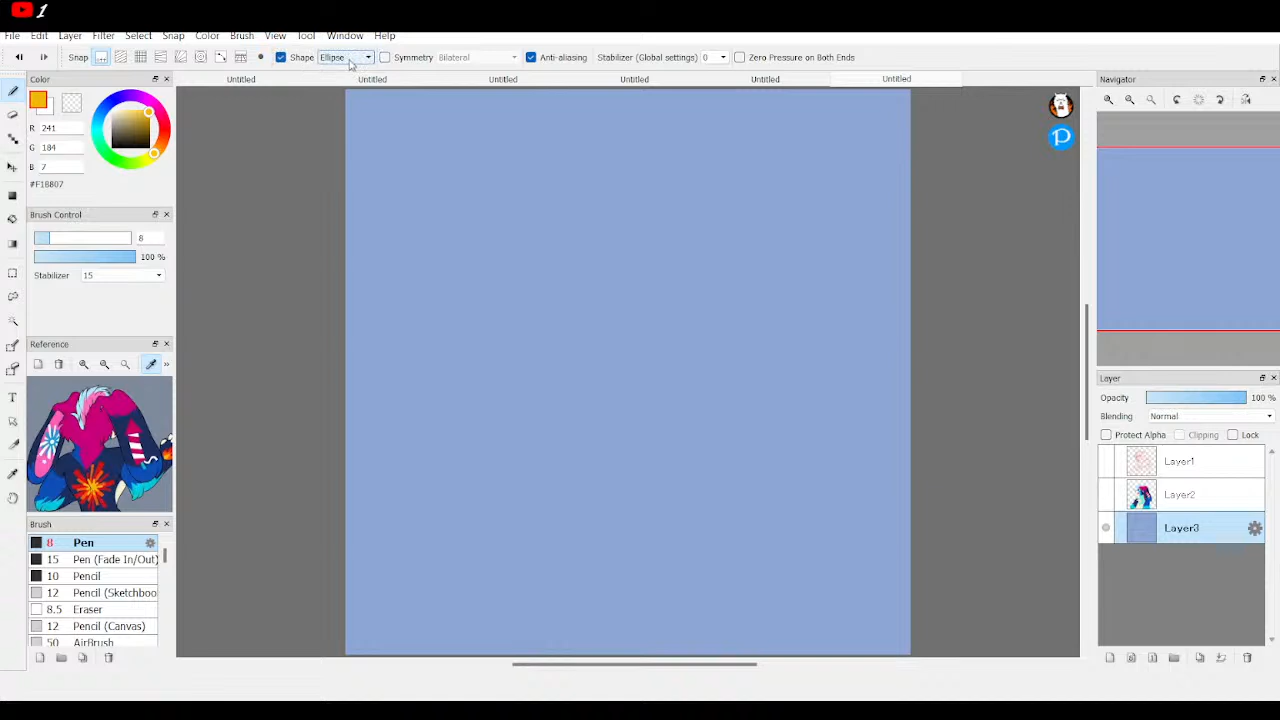 1
File Edit Layer Filter Select Snap Color Brush View Tool Window Help
Snap Shape Ellipse Symmetry Bilateral Anti-aliasing Stabilizer (Global settings) 0 Zero Pressure on Both Ends
Color
Untitled Untitled Untitled Untitled Untitled Untitled
Navigator
R 241
G 184
B 7
#F1B807
Brush Control
8
100 %
Stabilizer 15
Reference
Brush
8 Pen
15 Pen (Fade In/Out)
10 Pencil
12 Pencil (Sketchboo
8.5 Eraser
12 Pencil (Canvas)
50 AirBrush
Layer
Opacity 100 %
Blending Normal
Protect Alpha Clipping Lock
Layer1
Layer2
Layer3